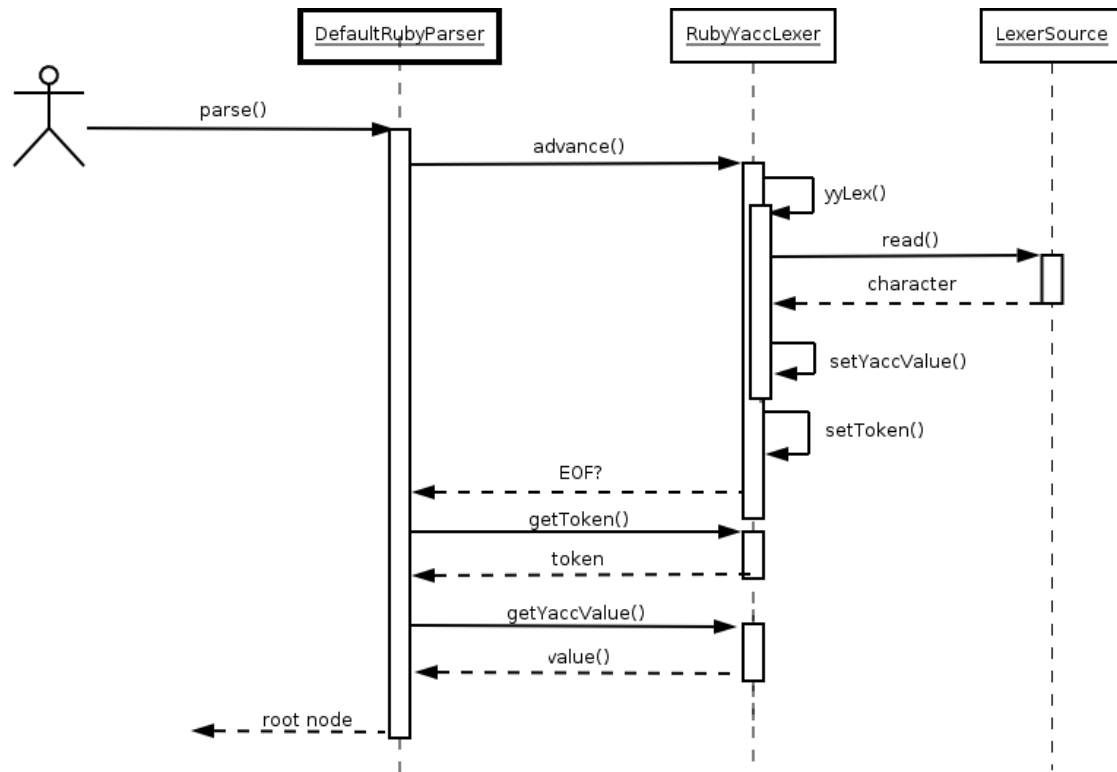 DefaultRubyParser
RubyYaccLexer
LexerSource
parse()
advance()
yyLex()
read()
character
setYaccValue()
setToken()
EOF?
getToken()
token
getYaccValue()
value()
root node